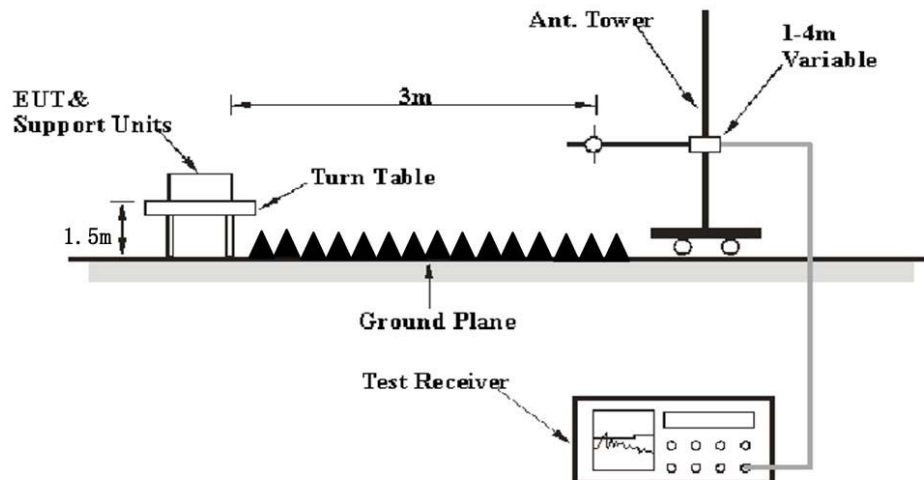 Ant. Tower
1-4m
Variable
3m
EUT&
Support Units
Turn Table
1.5m
Ground Plane
Test Receiver